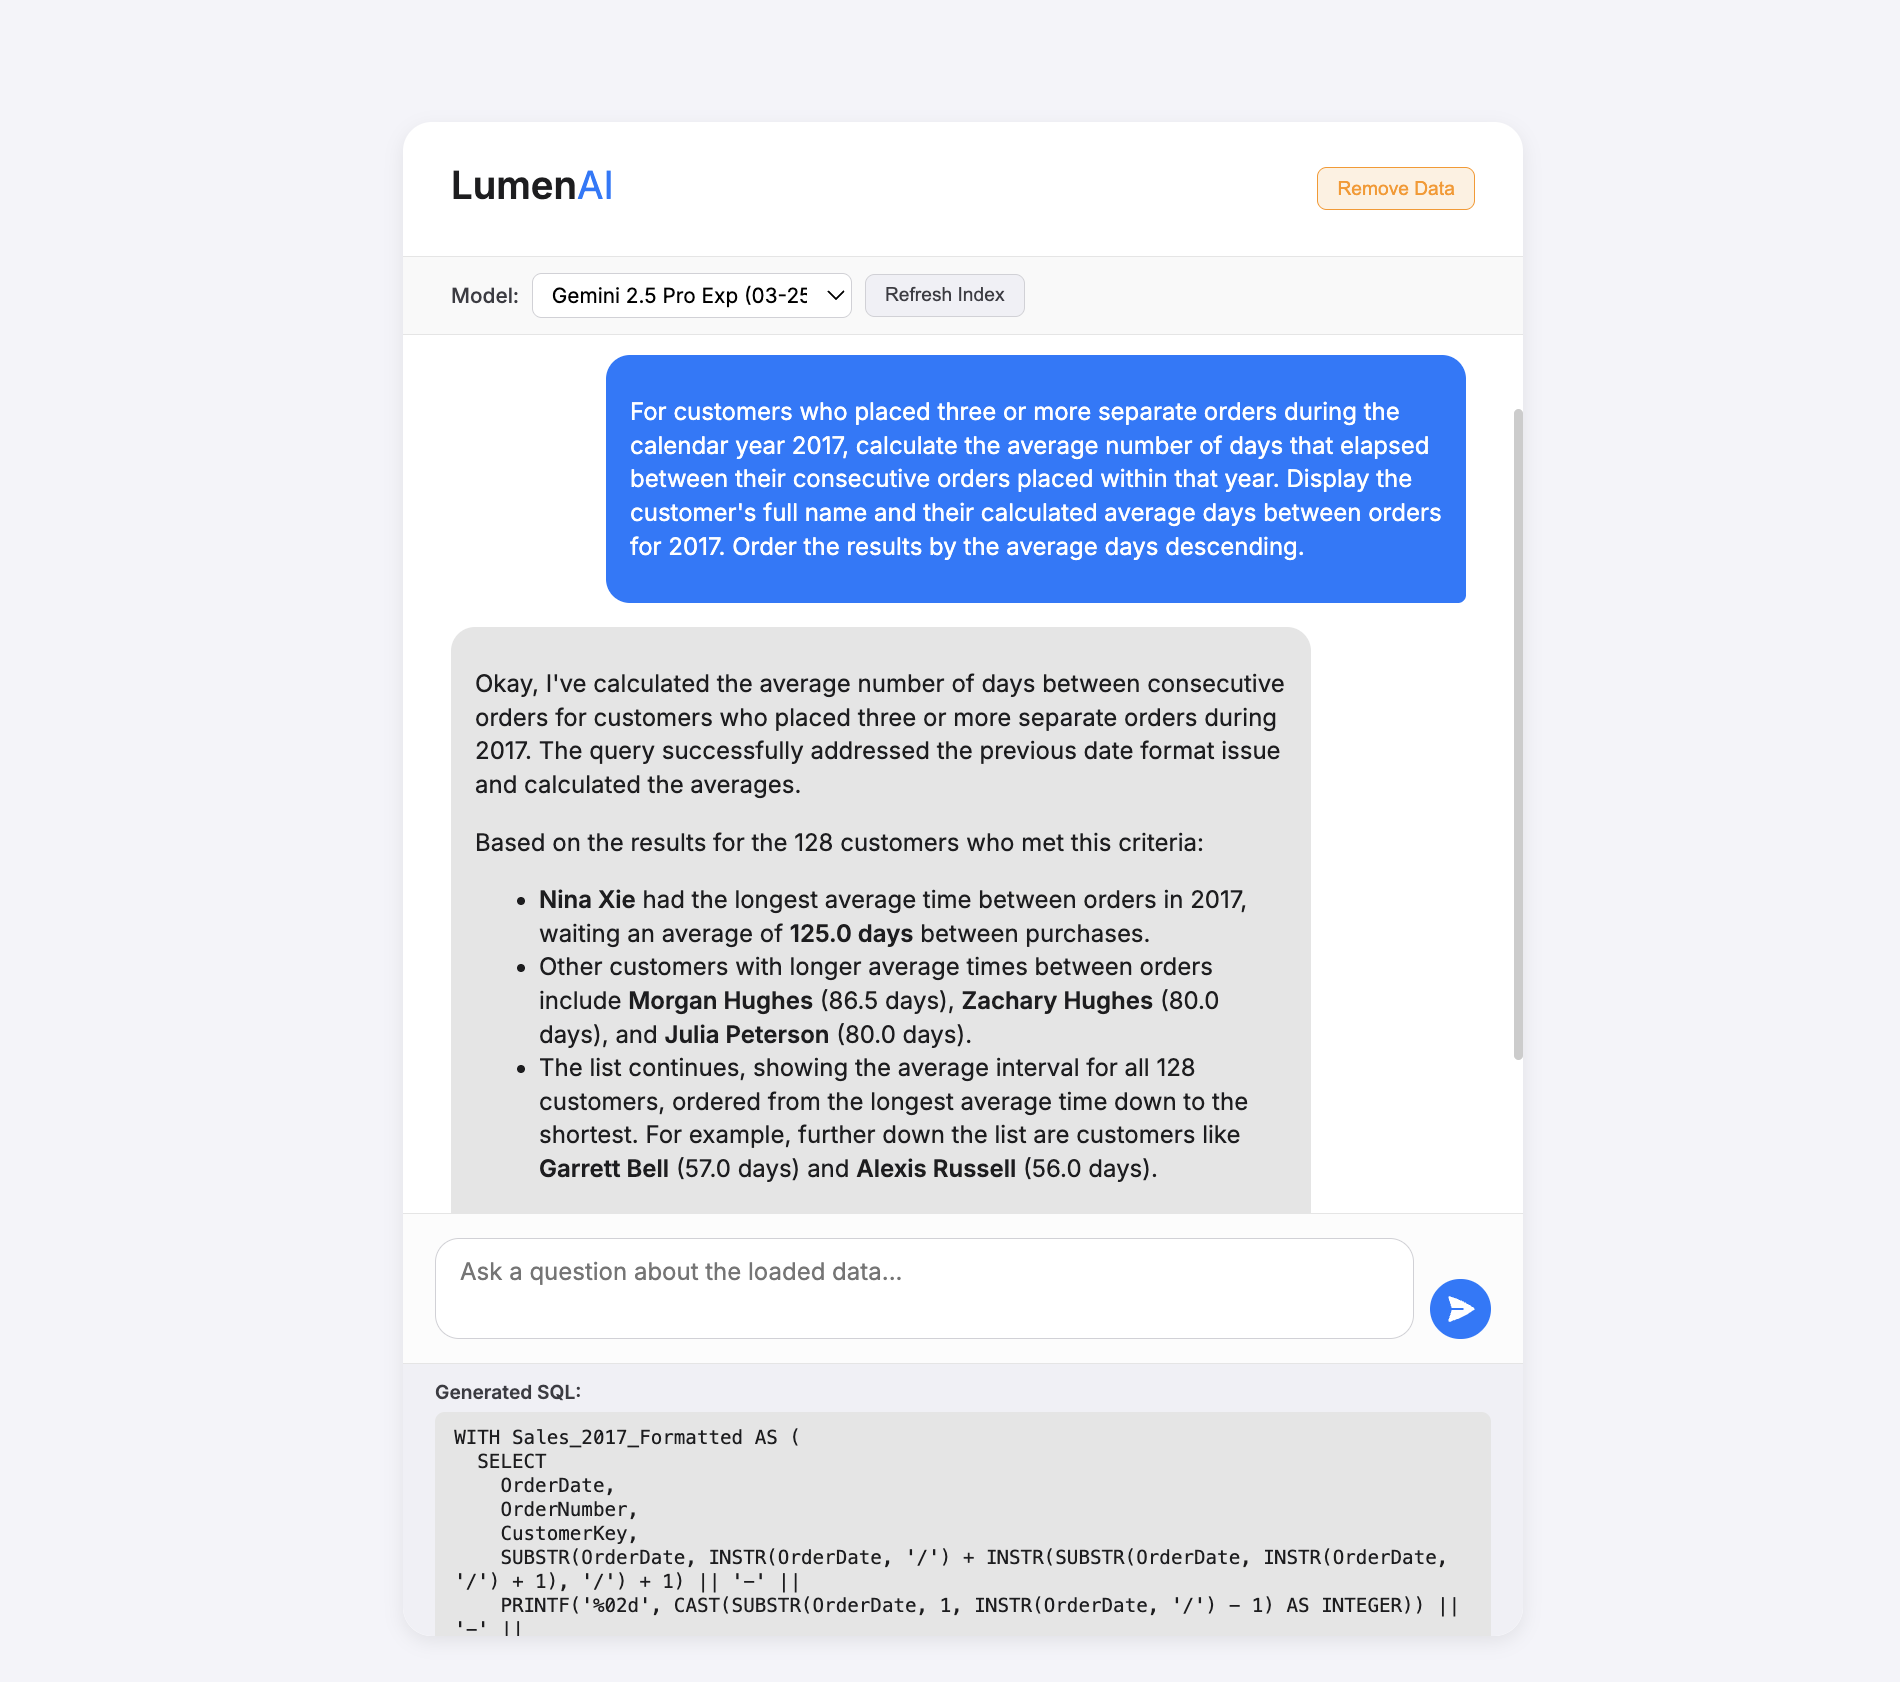 LumenAI
Remove Data
Model:
Gemini 2.5 Pro Exp (03-25
Refresh Index
For customers who placed three or more separate orders during the
calendar year 2017, calculate the average number of days that elapsed
between their consecutive orders placed within that year. Display the
customer's full name and their calculated average days between orders
for 2017. Order the results by the average days descending.
Okay, I've calculated the average number of days between consecutive
orders for customers who placed three or more separate orders during
2017. The query successfully addressed the previous date format issue
and calculated the averages.
Based on the results for the 128 customers who met this criteria:
• Nina Xie had the longest average time between orders in 2017,
waiting an average of 125.0 days between purchases.
• Other customers with longer average times between orders
include Morgan Hughes (86.5 days), Zachary Hughes (80.0
days), and Julia Peterson (80.0 days).
• The list continues, showing the average interval for all 128
customers, ordered from the longest average time down to the
shortest. For example, further down the list are customers like
Garrett Bell (57.0 days) and Alexis Russell (56.0 days).
Ask a question about the loaded data...
Generated SQL:
WITH Sales_2017_Formatted AS (
  SELECT
    OrderDate,
    OrderNumber,
    CustomerKey,
    SUBSTR(OrderDate, INSTR(OrderDate, '/') + INSTR(SUBSTR(OrderDate, INSTR(OrderDate,
'/') + 1), '/') + 1) || '-' ||
    PRINTF('%02d', CAST(SUBSTR(OrderDate, 1, INSTR(OrderDate, '/') - 1) AS INTEGER)) ||
'-' ||